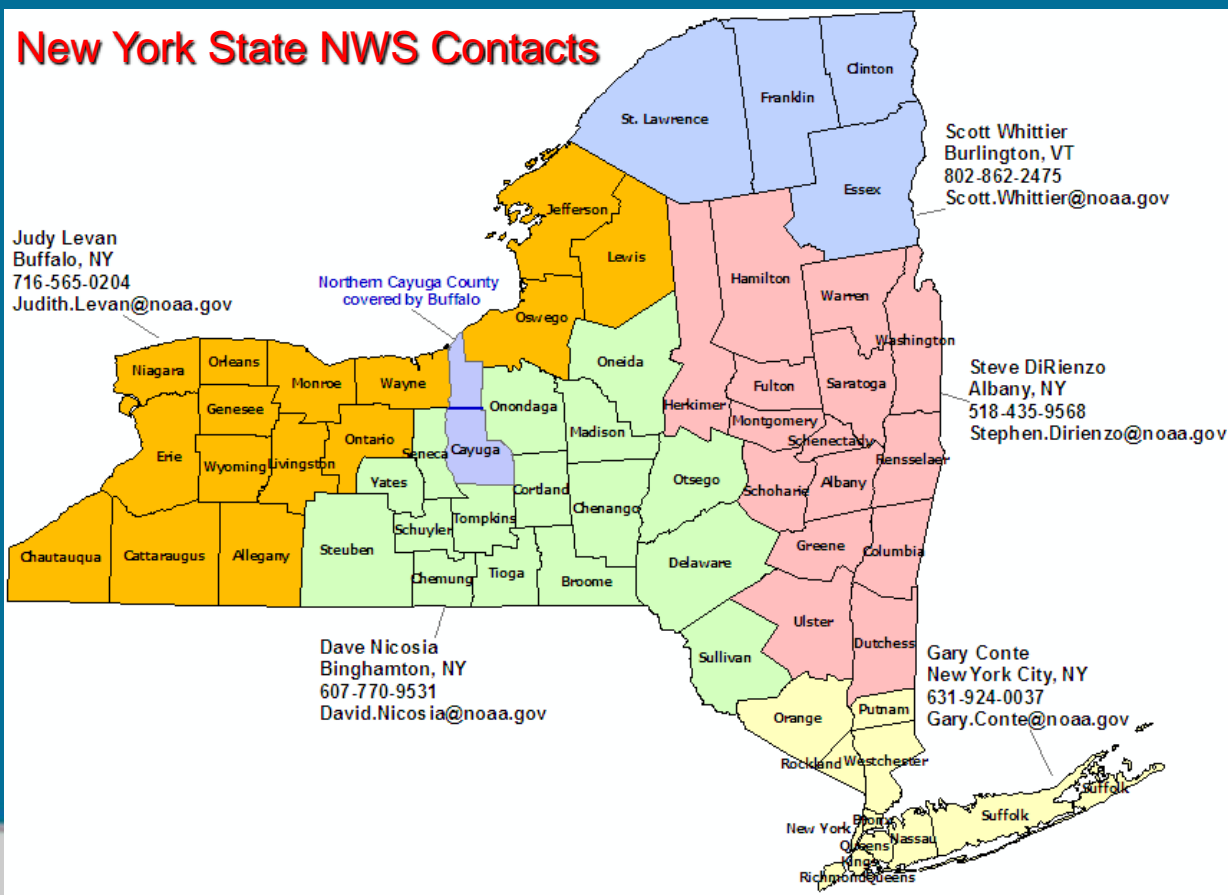 New York State NWS Contacts
Clinton
Franklin
St. Lawrence
Scott Whittier
Burlington, VT
802-862-2475
Scott.Whittier@noaa.gov
Essex
Jefferson
Judy Levan
Buffalo, NY
716-565-0204
Judith.Levan@noaa.gov
Lewis
Northern Cayuga County
covered by Buffalo
Hamilton
Warren
Oswego
Washington
Oneida
Niagara
Orleans
Monroe
Wayne
Steve DiRienzo
Albany, NY
518-435-9568
Stephen.Dirienzo@noaa.gov
Fulton
Saratoga
Genesee
Onondaga
Herkimer
Montgomery
Madison
Schenectady
Ontario
Seneca
Cayuga
Erie
Wyoming
Livingston
Rensselaer
Yates
Otsego
Schoharie
Albany
Cortland
Chenango
Tompkins
Schuyler
Steuben
Greene
Columbia
Chautauqua
Cattaraugus
Allegany
Delaware
Chemung
Tioga
Broome
Ulster
Dutchess
Dave Nicosia
Binghamton, NY
607-770-9531
David.Nicosia@noaa.gov
Sullivan
Gary Conte
New York City, NY
631-924-0037
Gary.Conte@noaa.gov
Putnam
Orange
Rockland
Westchester
Suffolk
Suffolk
Bronx
New York
Nassau
Queens
Kings
Richmond
Queens